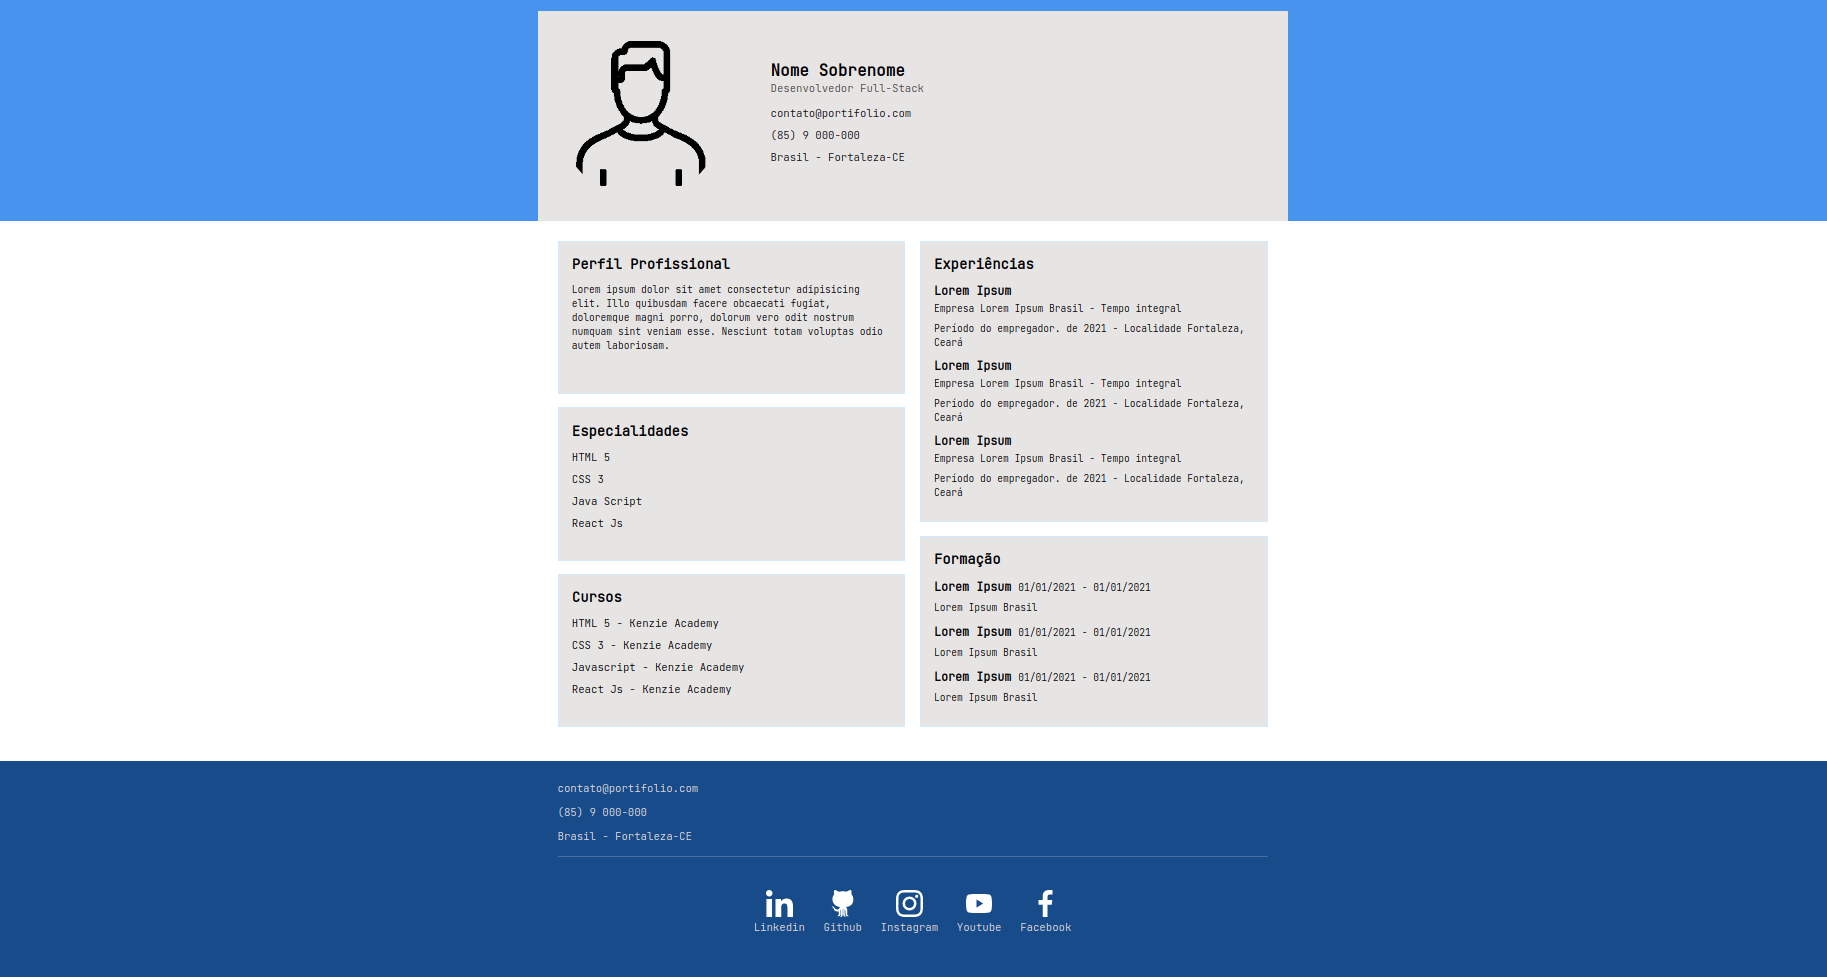 Nome Sobrenome
Desenvolvedor Full-Stack
contato@portifolio.com
(85) 9 000-000
Brasil - Fortaleza-CE
Perfil Profissional
Lorem ipsum dolor sit amet consectetur adipisicing
elit. Illo quibusdam facere obcaecati fugiat,
doloremque magni porro, dolorum vero odit nostrum
numquam sint veniam esse. Nesciunt totam voluptas odio
autem laboriosam.
Especialidades
HTML 5
CSS 3
Java Script
React Js
Cursos
HTML 5 - Kenzie Academy
CSS 3 - Kenzie Academy
Javascript - Kenzie Academy
React Js - Kenzie Academy
Experiências
Lorem Ipsum
Empresa Lorem Ipsum Brasil - Tempo integral
Período do empregador. de 2021 - Localidade Fortaleza,
Ceará
Lorem Ipsum
Empresa Lorem Ipsum Brasil - Tempo integral
Período do empregador. de 2021 - Localidade Fortaleza,
Ceará
Lorem Ipsum
Empresa Lorem Ipsum Brasil - Tempo integral
Período do empregador. de 2021 - Localidade Fortaleza,
Ceará
Formação
Lorem Ipsum 01/01/2021 - 01/01/2021
Lorem Ipsum Brasil
Lorem Ipsum 01/01/2021 - 01/01/2021
Lorem Ipsum Brasil
Lorem Ipsum 01/01/2021 - 01/01/2021
Lorem Ipsum Brasil
contato@portifolio.com
(85) 9 000-000
Brasil - Fortaleza-CE
Linkedin Github Instagram Youtube Facebook